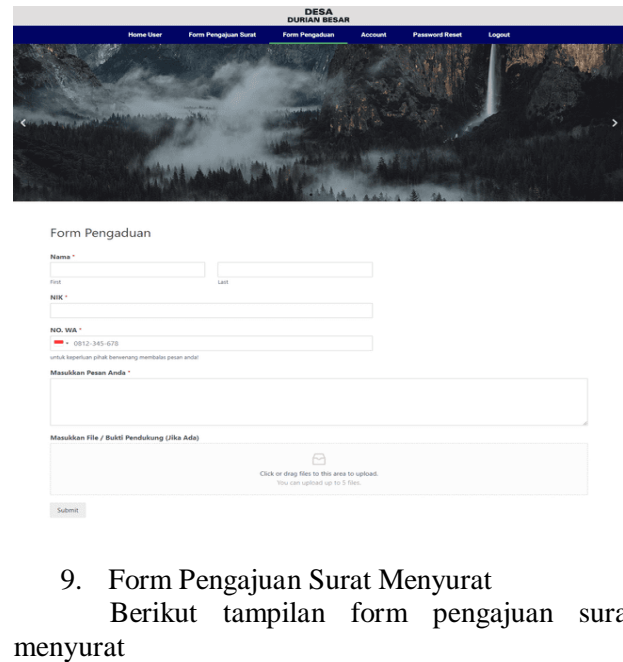 DESA
DURIAN BESAR
Home User Form Pengajuan Surat Form Pengaduan Account Password Reset Logout
Form Pengaduan
Nama *
First Last
NIK *
NO. WA *
0812-345-678
untuk keperluan pihak berwenang membalas pesan anda!
Masukkan Pesan Anda *
Masukkan File / Bukti Pendukung (Jika Ada)
Click or drag files to this area to upload.
You can upload up to 5 files.
Submit
9. Form Pengajuan Surat Menyurat
Berikut tampilan form pengajuan sura
menyurat